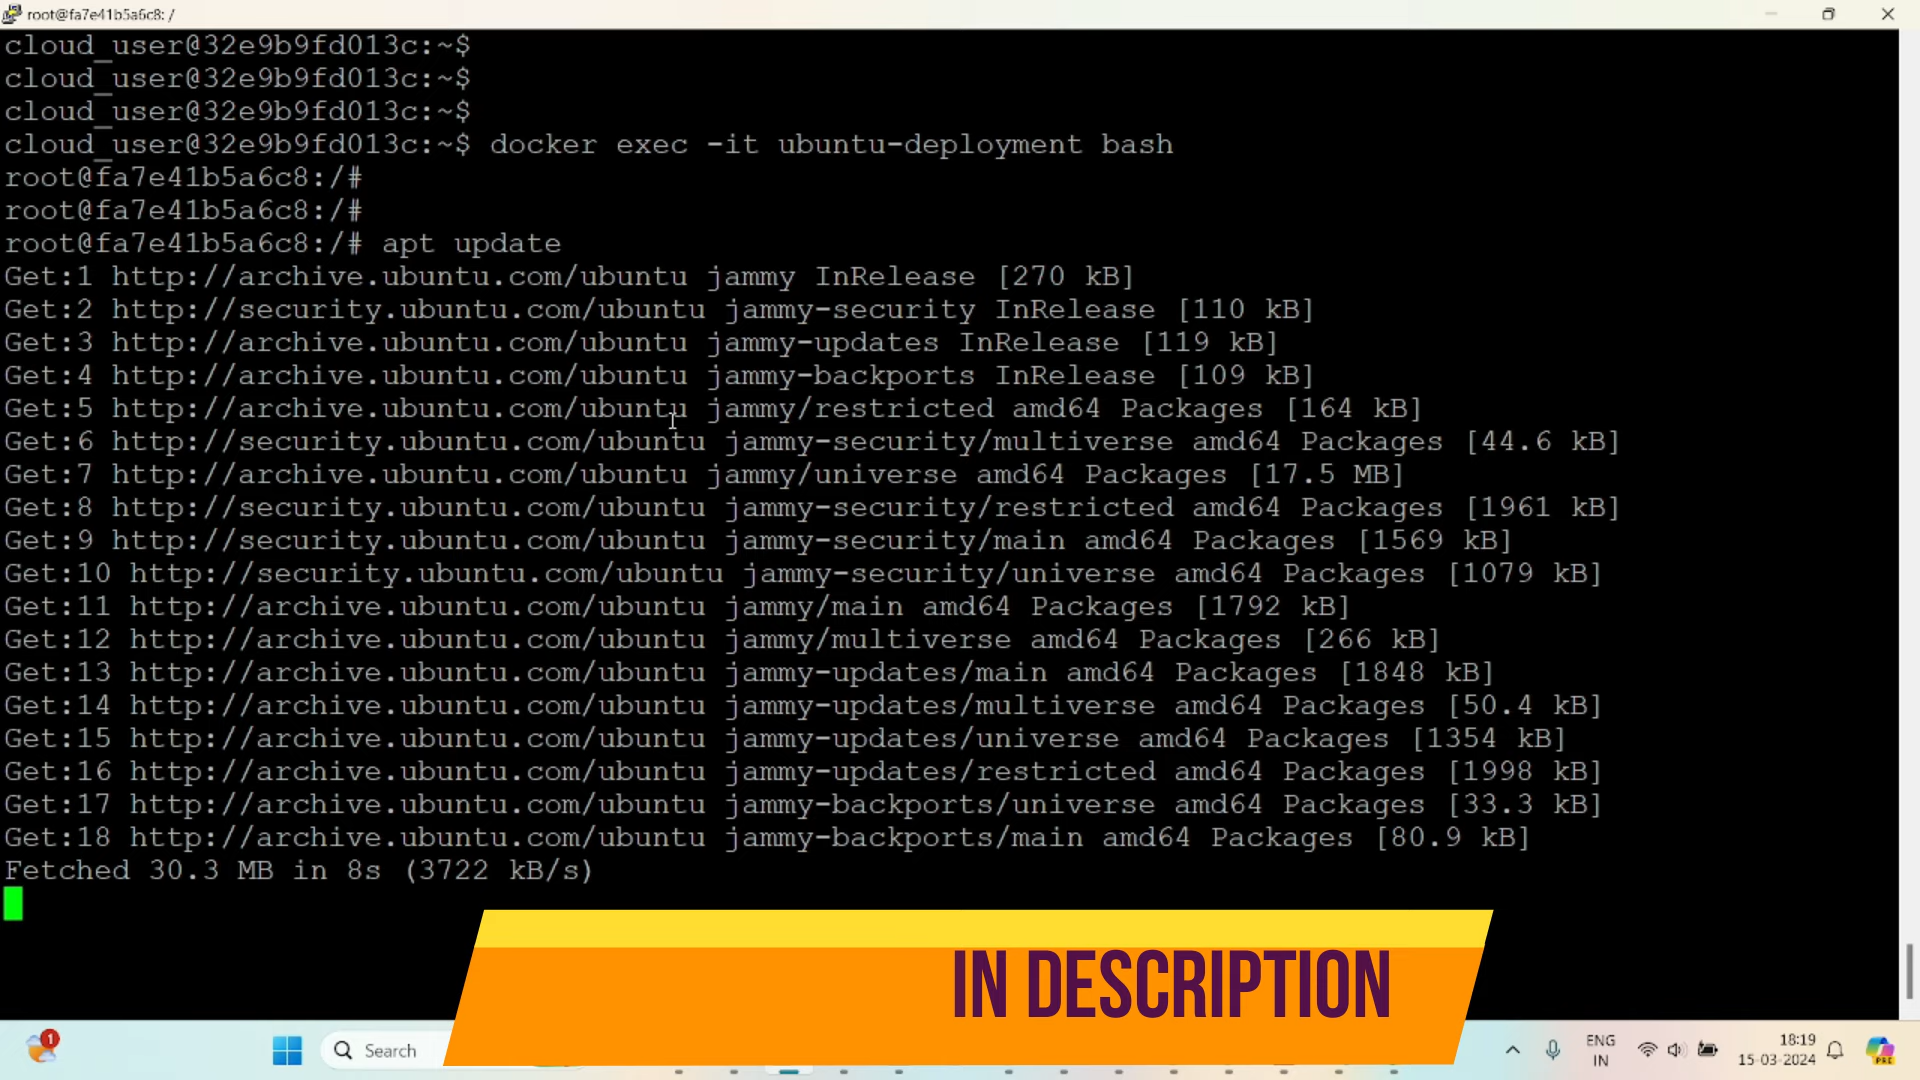 root@fa7e41b5a6c8: /
cloud_user@32e9b9fd013c:~$
cloud_user@32e9b9fd013c:~$
cloud_user@32e9b9fd013c:~$
cloud_user@32e9b9fd013c:~$ docker exec -it ubuntu-deployment bash
root@fa7e41b5a6c8:/#
root@fa7e41b5a6c8:/#
root@fa7e41b5a6c8:/# apt update
Get:1 http://archive.ubuntu.com/ubuntu jammy InRelease [270 kB]
Get:2 http://security.ubuntu.com/ubuntu jammy-security InRelease [110 kB]
Get:3 http://archive.ubuntu.com/ubuntu jammy-updates InRelease [119 kB]
Get:4 http://archive.ubuntu.com/ubuntu jammy-backports InRelease [109 kB]
Get:5 http://archive.ubuntu.com/ubuntu jammy/restricted amd64 Packages [164 kB]
Get:6 http://security.ubuntu.com/ubuntu jammy-security/multiverse amd64 Packages [44.6 kB]
Get:7 http://archive.ubuntu.com/ubuntu jammy/universe amd64 Packages [17.5 MB]
Get:8 http://security.ubuntu.com/ubuntu jammy-security/restricted amd64 Packages [1961 kB]
Get:9 http://security.ubuntu.com/ubuntu jammy-security/main amd64 Packages [1569 kB]
Get:10 http://security.ubuntu.com/ubuntu jammy-security/universe amd64 Packages [1079 kB]
Get:11 http://archive.ubuntu.com/ubuntu jammy/main amd64 Packages [1792 kB]
Get:12 http://archive.ubuntu.com/ubuntu jammy/multiverse amd64 Packages [266 kB]
Get:13 http://archive.ubuntu.com/ubuntu jammy-updates/main amd64 Packages [1848 kB]
Get:14 http://archive.ubuntu.com/ubuntu jammy-updates/multiverse amd64 Packages [50.4 kB]
Get:15 http://archive.ubuntu.com/ubuntu jammy-updates/universe amd64 Packages [1354 kB]
Get:16 http://archive.ubuntu.com/ubuntu jammy-updates/restricted amd64 Packages [1998 kB]
Get:17 http://archive.ubuntu.com/ubuntu jammy-backports/universe amd64 Packages [33.3 kB]
Get:18 http://archive.ubuntu.com/ubuntu jammy-backports/main amd64 Packages [80.9 kB]
Fetched 30.3 MB in 8s (3722 kB/s)
IN DESCRIPTION
1
Search
ENG
IN
18:19
15-03-2024
PRE